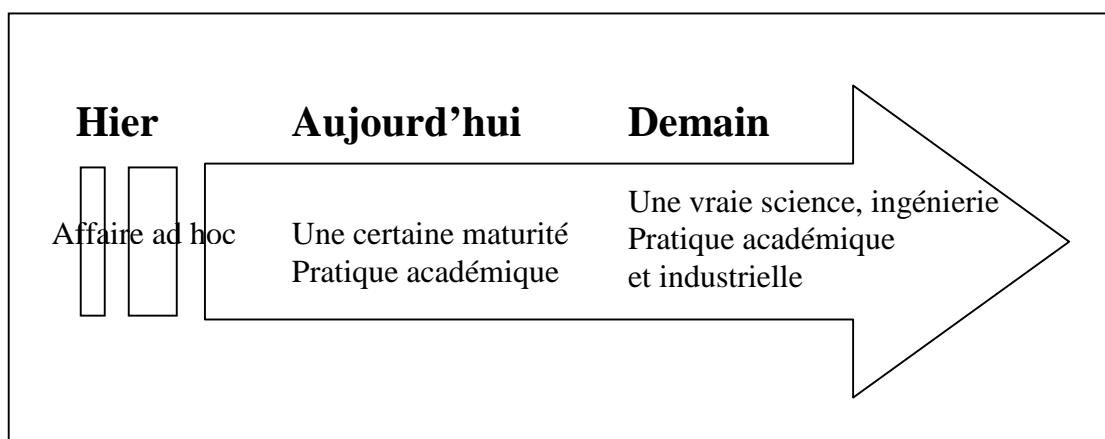 Hier
Aujourd’hui
Demain
Affaire ad hoc
Une certaine maturité
Pratique académique
Une vraie science, ingénierie
Pratique académique
et industrielle